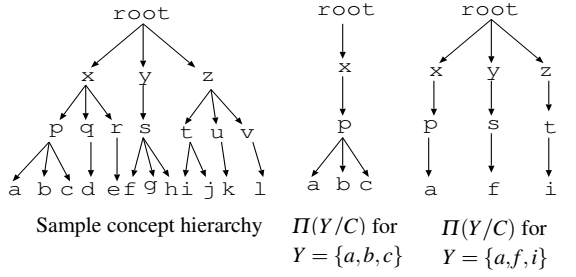 root root root
x y z x x y z
p q r s t u v p p s t
a b c d e f g h i j k l a b c a f i
Sample concept hierarchy Π(Y/C) for Π(Y/C) for
Y = {a,b,c} Y = {a,f,i}